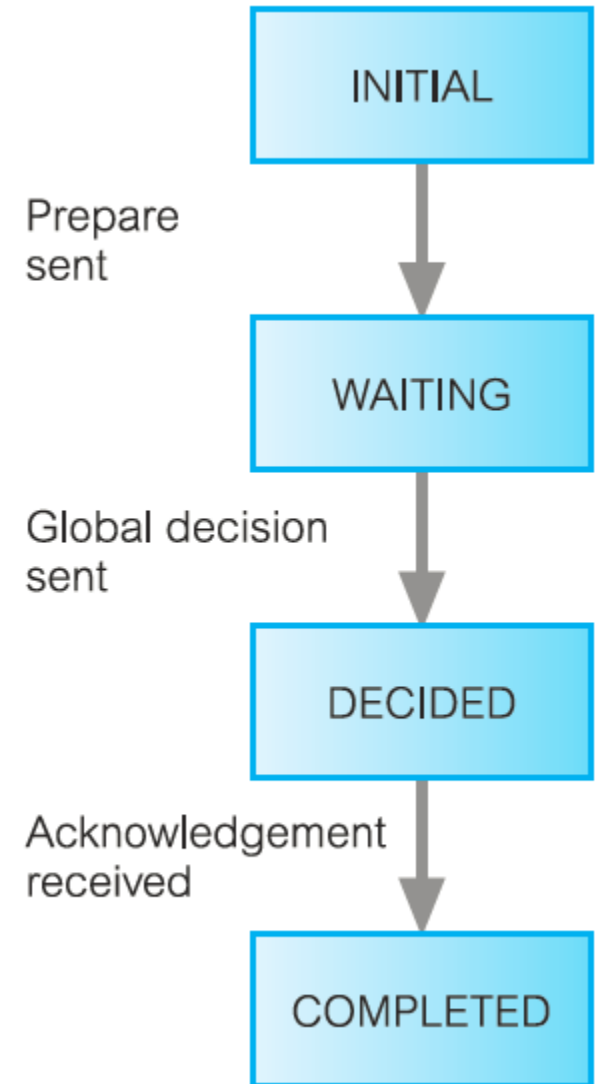 INITIAL
Prepare
sent
WAITING
Global decision
sent
DECIDED
Acknowledgement
received
COMPLETED